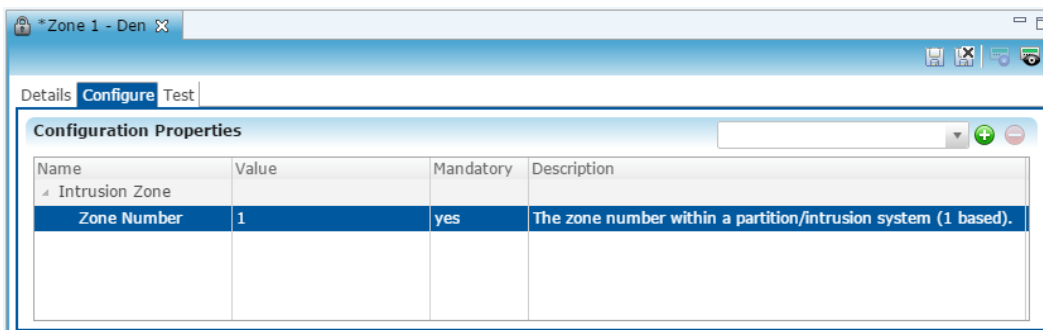 *Zone 1 - Den
Details Configure Test
Configuration Properties
Name Value Mandatory Description
Intrusion Zone
Zone Number 1 yes The zone number within a partition/intrusion system (1 based).